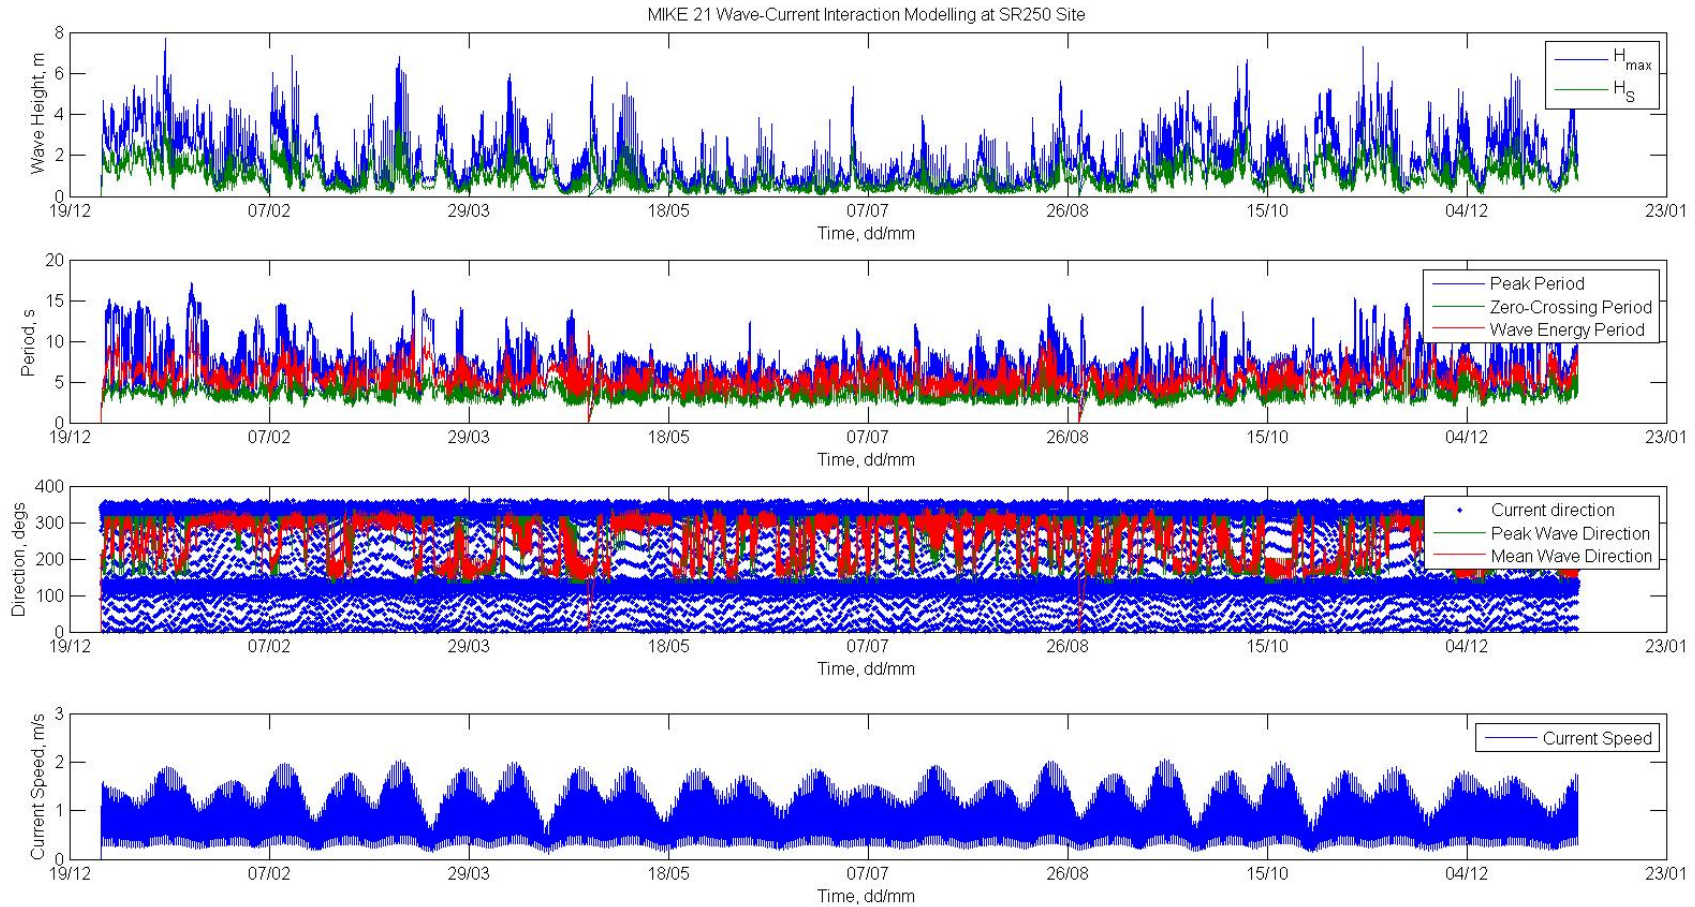 MIKE 21 Wave-Current Interaction Modelling at SR250 Site
8
6
4
2
0
Wave Height, m
H_max
H_S
19/12 07/02 29/03 18/05 07/07 26/08 15/10 04/12 23/01
Time, dd/mm
20
15
10
5
0
Period, s
Peak Period
Zero-Crossing Period
Wave Energy Period
19/12 07/02 29/03 18/05 07/07 26/08 15/10 04/12 23/01
Time, dd/mm
400
300
200
100
0
Direction, degs
Current direction
Peak Wave Direction
Mean Wave Direction
19/12 07/02 29/03 18/05 07/07 26/08 15/10 04/12 23/01
Time, dd/mm
3
2
1
0
Current Speed, m/s
Current Speed
19/12 07/02 29/03 18/05 07/07 26/08 15/10 04/12 23/01
Time, dd/mm